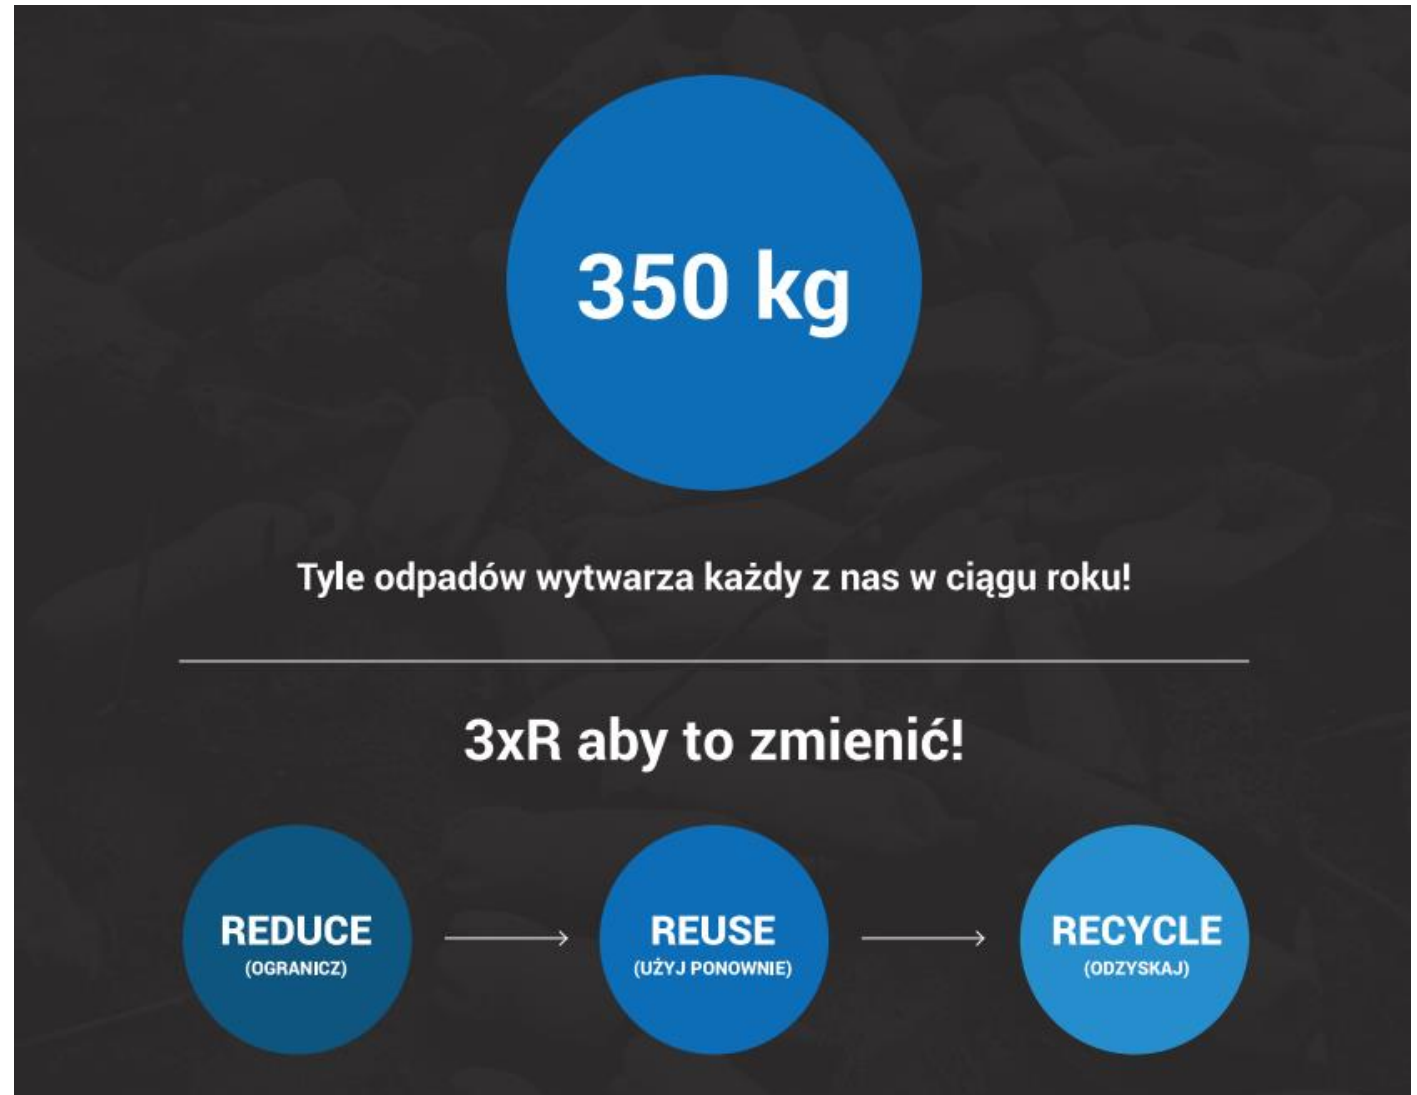 350 kg
Tyle odpadów wytwarza każdy z nas w ciągu roku!
3xR aby to zmienić!
REDUCE
(OGRANICZ)
REUSE
(UŻYJ PONOWNIE)
RECYCLE
(ODZYSKAJ)